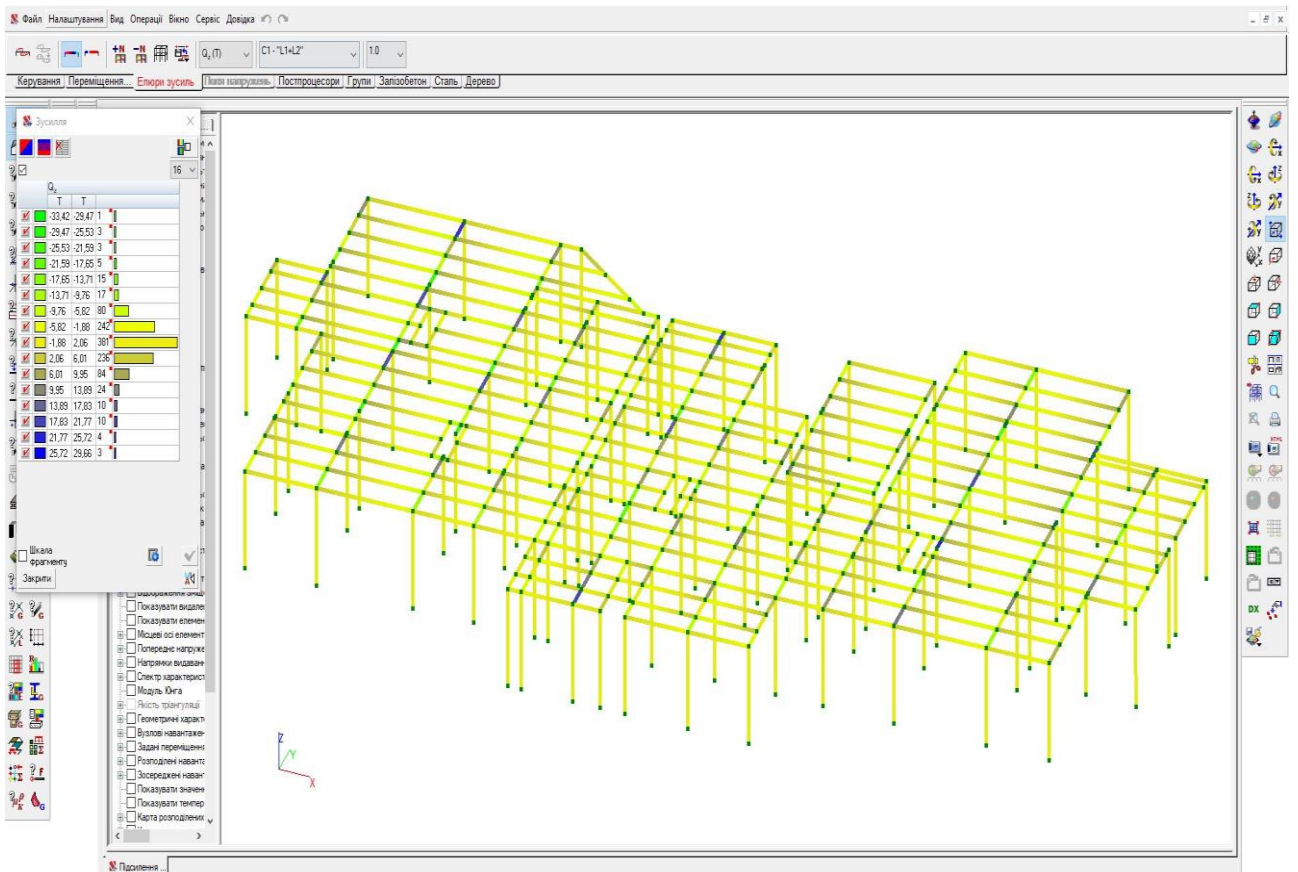 Файл Налаштування Вид Операції Вікно Сервіс Довідка
Qz (T) C1 - "L1+L2" 1.0
Керування Переміщення... Епюри зусиль Поля напружень Постпроцесори Групи Залізобетон Сталь Дерево
Зусилля
16
Qz
T T
-33,42 -29,47 1
-29,47 -25,53 3
-25,53 -21,59 3
-21,59 -17,65 5
-17,65 -13,71 15
-13,71 -9,76 17
-9,76 -5,82 80
-5,82 -1,88 242
-1,88 2,06 381
2,06 6,01 236
6,01 9,95 84
9,95 13,89 24
13,89 17,83 10
17,83 21,77 10
21,77 25,72 4
25,72 29,66 3
Шкала
фрагменту
Закрити
Показувати видале
Показувати елемен
Місцеві осі елемент
Попереднє напруже
Напрямки видаванн
Спектр характерист
Модуль Юнга
Якість тріангуляції
Геометричні характ
Вузлові навантажен
Задані переміщення
Розподілені наванта
Зосереджені навант
Показувати значенн
Показувати темпер
Карта розподілених
Z
Y
X
DX
Підсилення ...